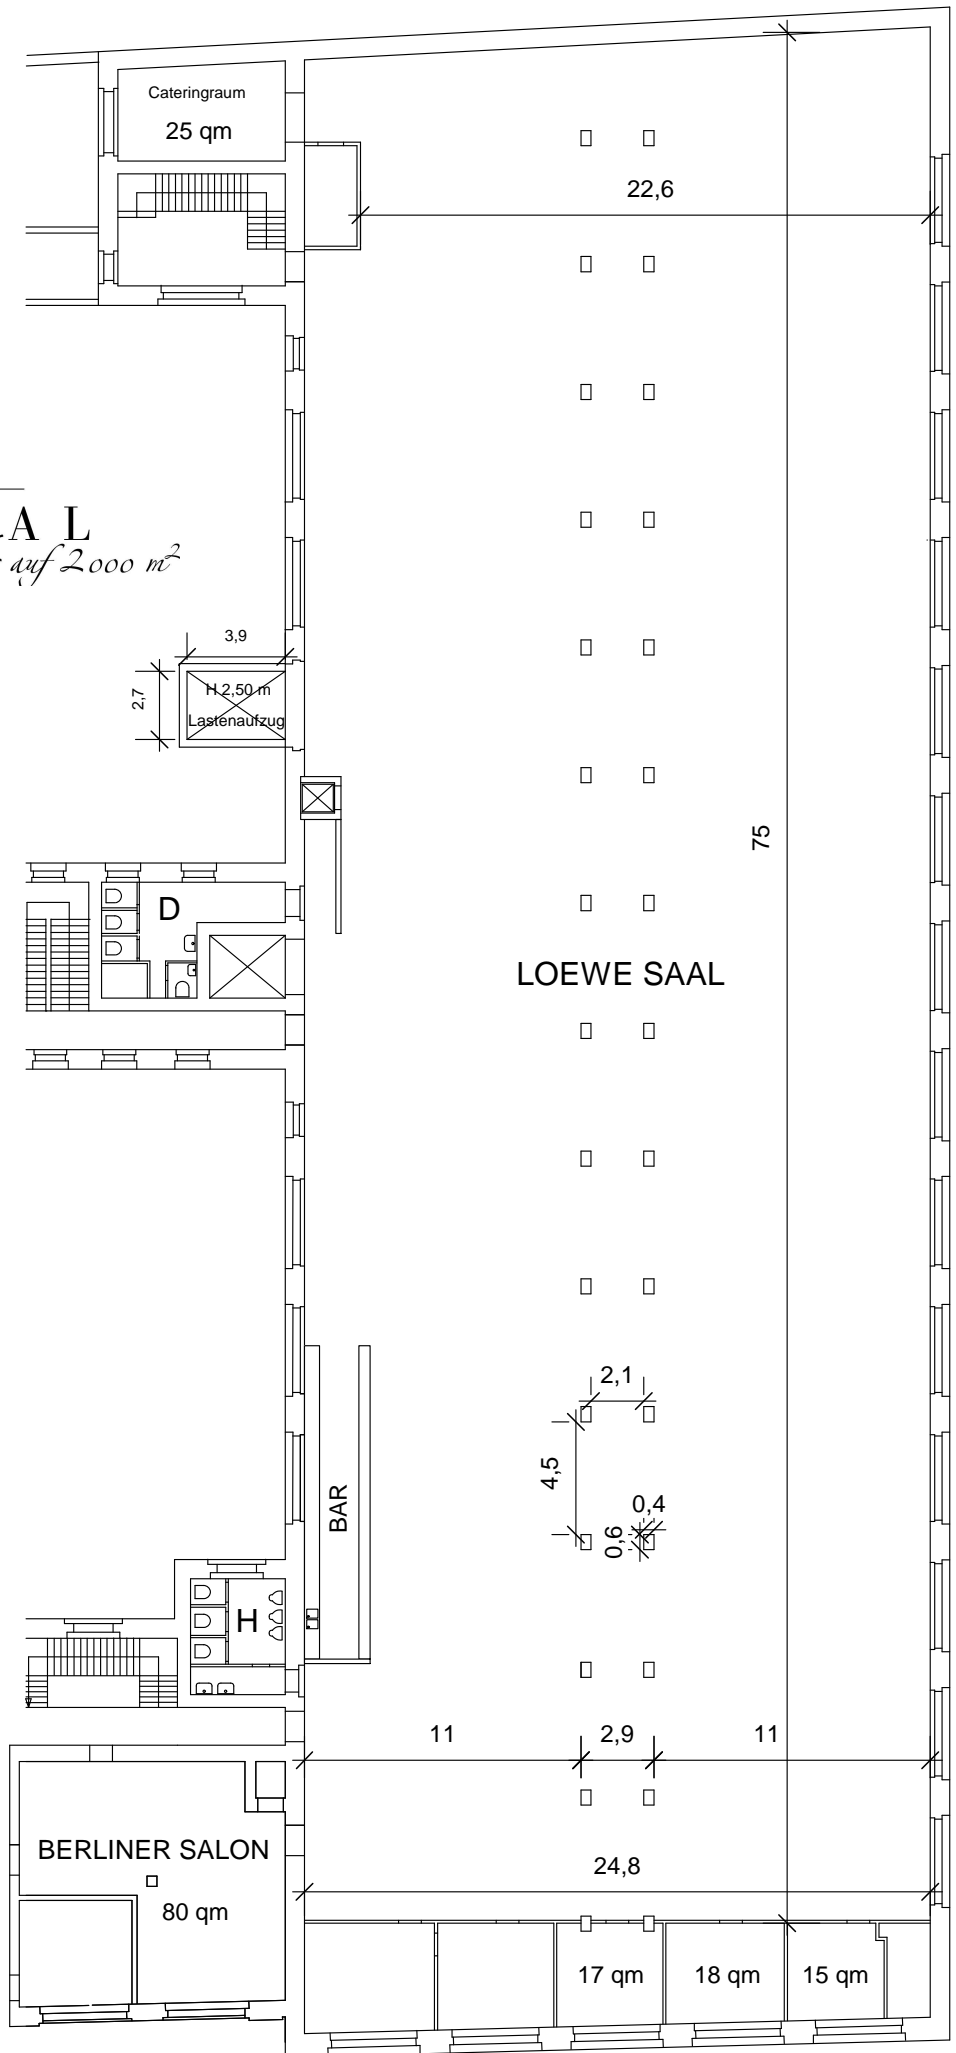 Cateringraum
25 qm
22,6
A L
auf 2000 m²
3,9
2,7
H 2,50 m
Lastenaufzug
75
D
LOEWE SAAL
2,1
4,5
0,4
0,6
BAR
H
11
2,9
11
BERLINER SALON
24,8
80 qm
17 qm
18 qm
15 qm